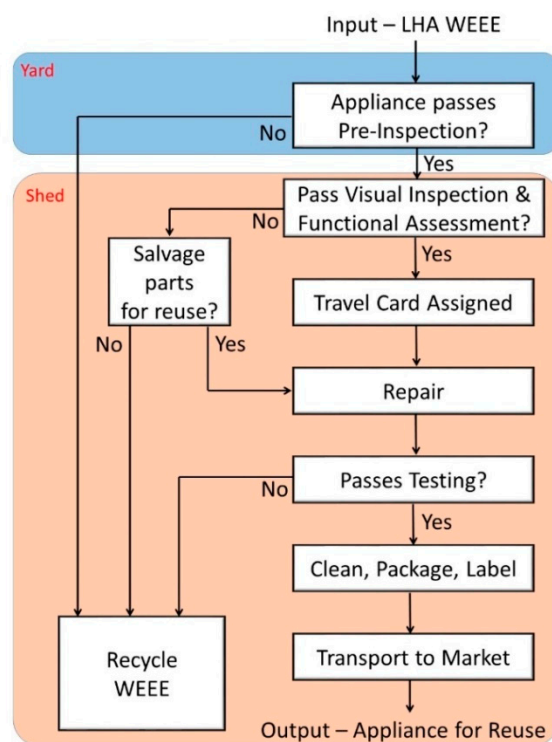 Input – LHA WEEE
Yard
Appliance passes
Pre-Inspection?
No
Yes
Shed
Pass Visual Inspection &
Functional Assessment?
No
Yes
Salvage
parts
for reuse?
Travel Card Assigned
No
Yes
Repair
Passes Testing?
No
Yes
Clean, Package, Label
Recycle
WEEE
Transport to Market
Output – Appliance for Reuse